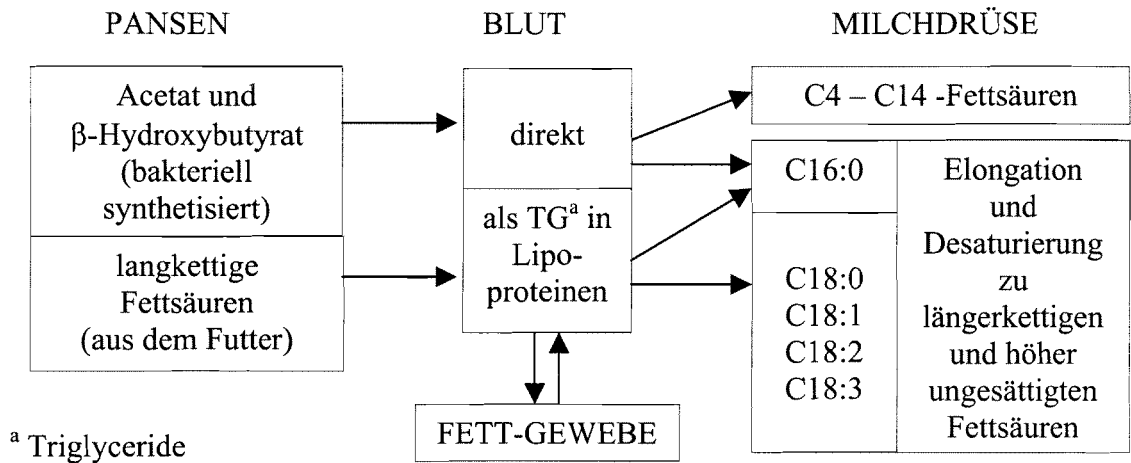 PANSEN
BLUT
MILCHDRÜSE
Acetat und
β-Hydroxybutyrat
(bakteriell
synthetisiert)
langkettige
Fettsäuren
(aus dem Futter)
direkt
als TGᵃ in
Lipo-
proteinen
C4 – C14 -Fettsäuren
C16:0
C18:0
C18:1
C18:2
C18:3
Elongation
und
Desaturierung
zu
längerkettigen
und höher
ungesättigten
Fettsäuren
FETT-GEWEBE
ᵃ Triglyceride